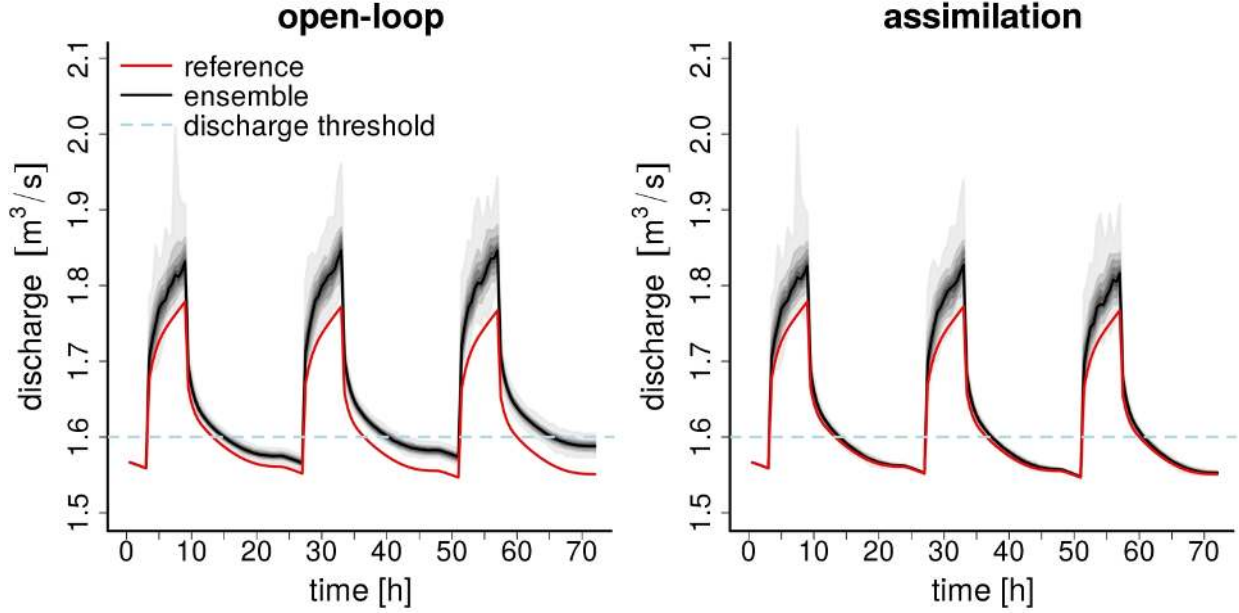 open-loop
reference
ensemble
discharge threshold
discharge [m³/s]
2.1
2.0
1.9
1.8
1.7
1.6
1.5
0 10 20 30 40 50 60 70
time [h]
assimilation
discharge [m³/s]
2.1
2.0
1.9
1.8
1.7
1.6
1.5
0 10 20 30 40 50 60 70
time [h]